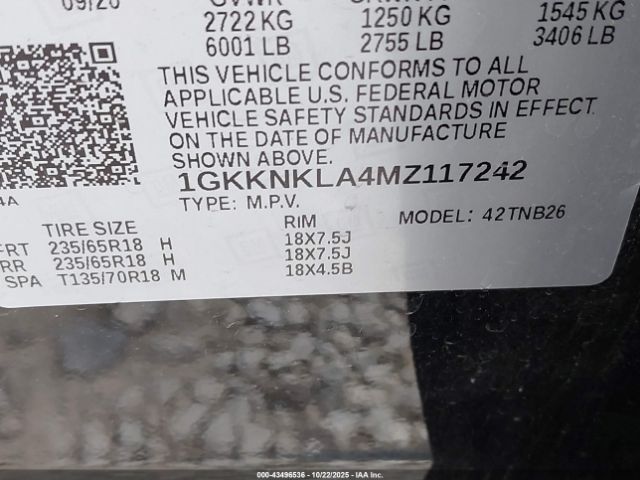 09/20 GVWR
2722 KG 1250 KG 1545 KG
6001 LB 2755 LB 3406 LB
THIS VEHICLE CONFORMS TO ALL
APPLICABLE U.S. FEDERAL MOTOR
VEHICLE SAFETY STANDARDS IN EFFECT
ON THE DATE OF MANUFACTURE
SHOWN ABOVE.
1GKKNKLA4MZ117242
TYPE: M.P.V. MODEL: 42TNB26
TIRE SIZE RIM
FRT 235/65R18 H 18X7.5J
RR 235/65R18 H 18X7.5J
SPA T135/70R18 M 18X4.5B
000-43496536 - 10/22/2025 - IAA Inc.